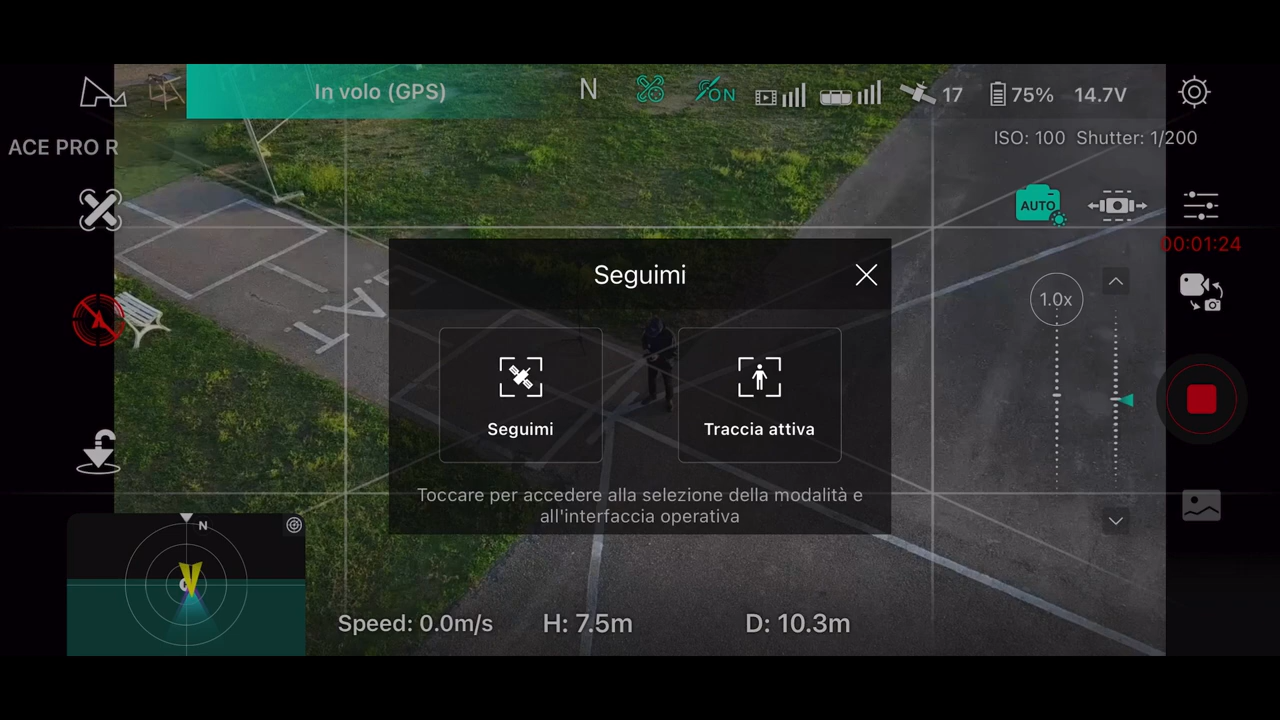 In volo (GPS)
N
ON
17
75%
14.7V
ACE PRO R
ISO: 100 Shutter: 1/200
AUTO
00:01:24
Seguimi
1.0x
Seguimi
Traccia attiva
Toccare per accedere alla selezione della modalità e
all'interfaccia operativa
N
Speed: 0.0m/s
H: 7.5m
D: 10.3m